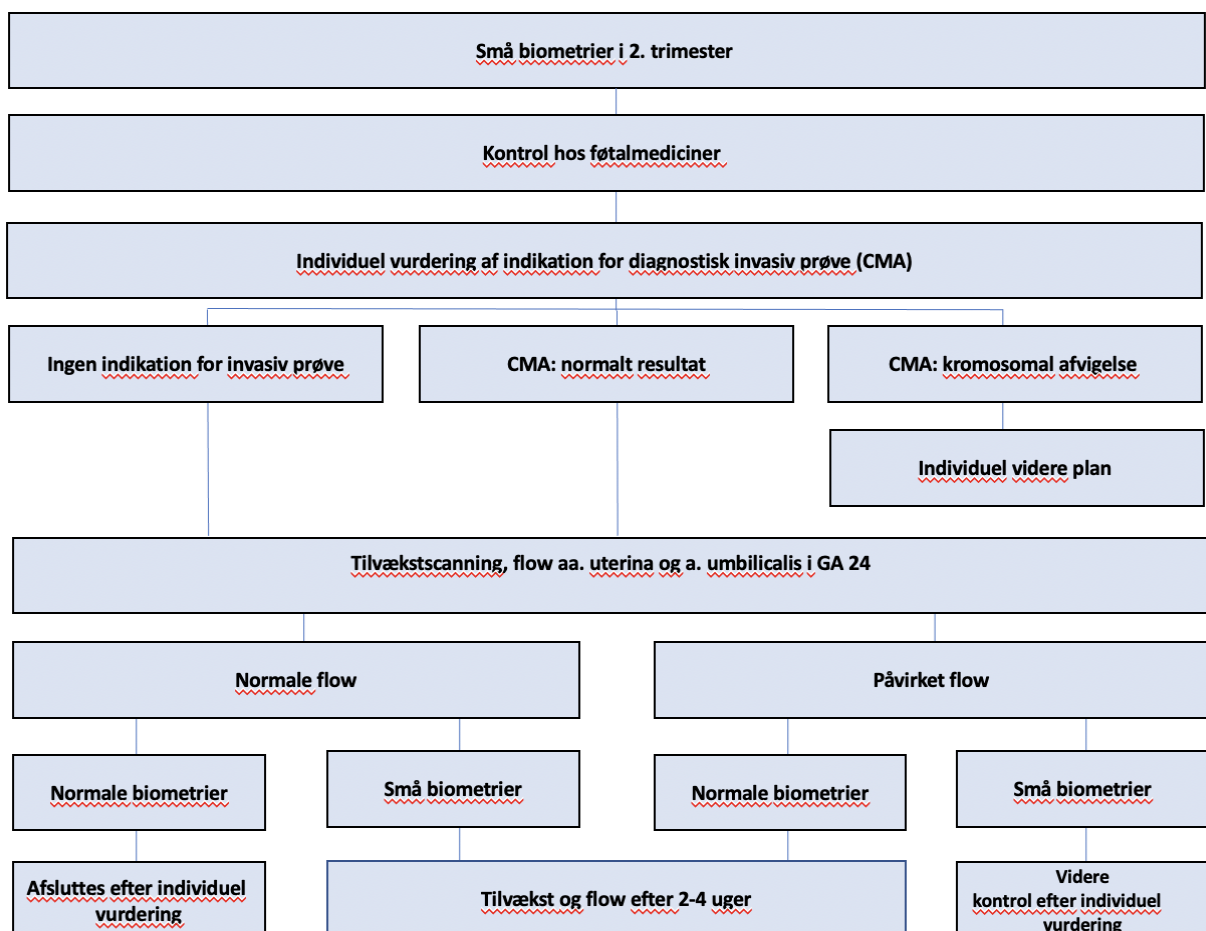 Små biometrier i 2. trimester
Kontrol hos føtalmediciner
Individuel vurdering af indikation for diagnostisk invasiv prøve (CMA)
Ingen indikation for invasiv prøve
CMA: normalt resultat
CMA: kromosomal afvigelse
Individuel videre plan
Tilvækstscanning, flow aa. uterina og a. umbilicalis i GA 24
Normale flow
Påvirket flow
Normale biometrier
Små biometrier
Normale biometrier
Små biometrier
Afsluttes efter individuel
vurdering
Tilvækst og flow efter 2-4 uger
Videre
kontrol efter individuel
vurdering